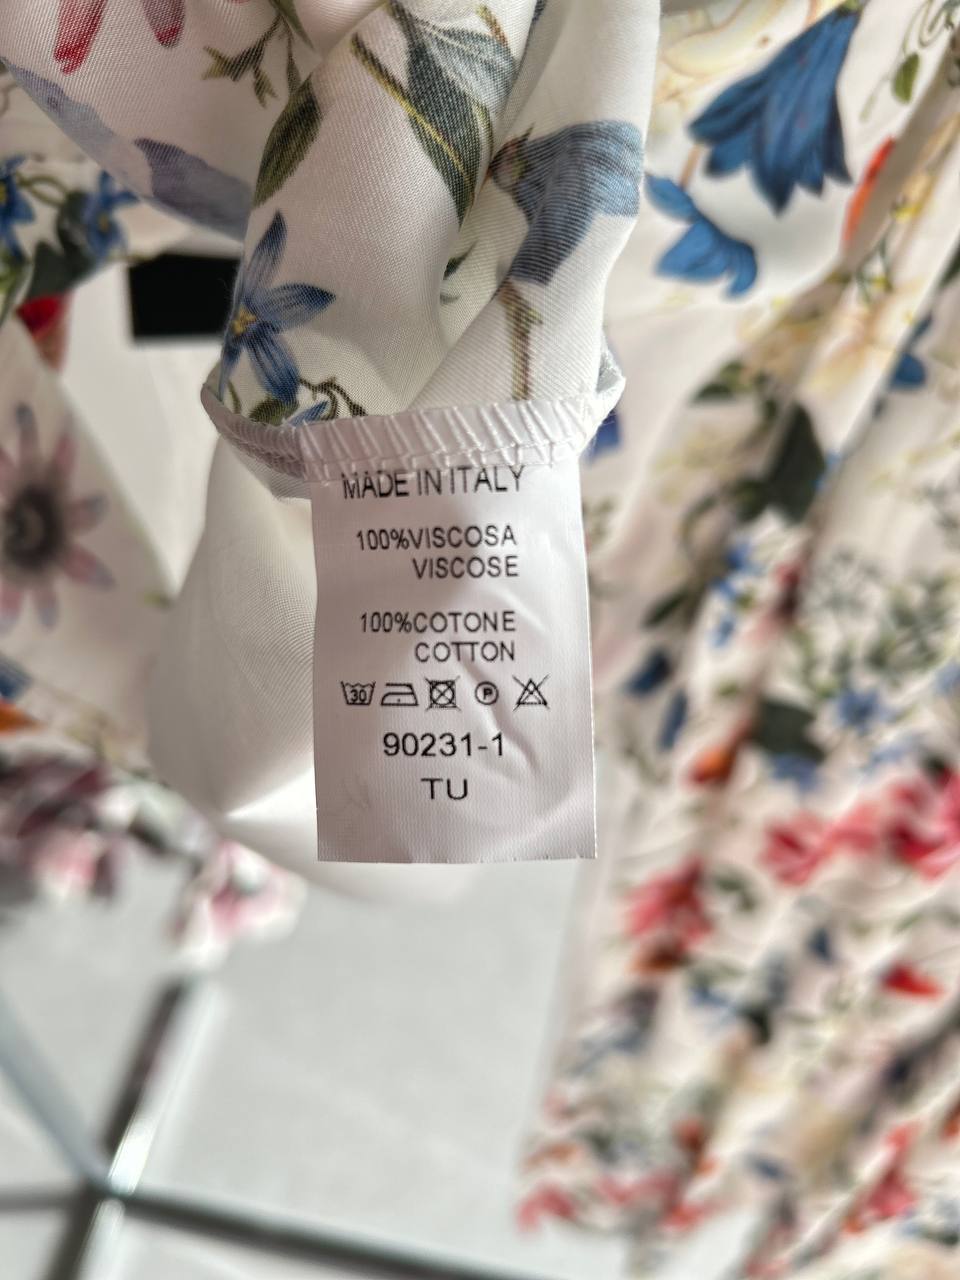 MADE IN ITALY
100%VISCOSA
VISCOSE
100%COTONE
COTTON
30 P
90231-1
TU